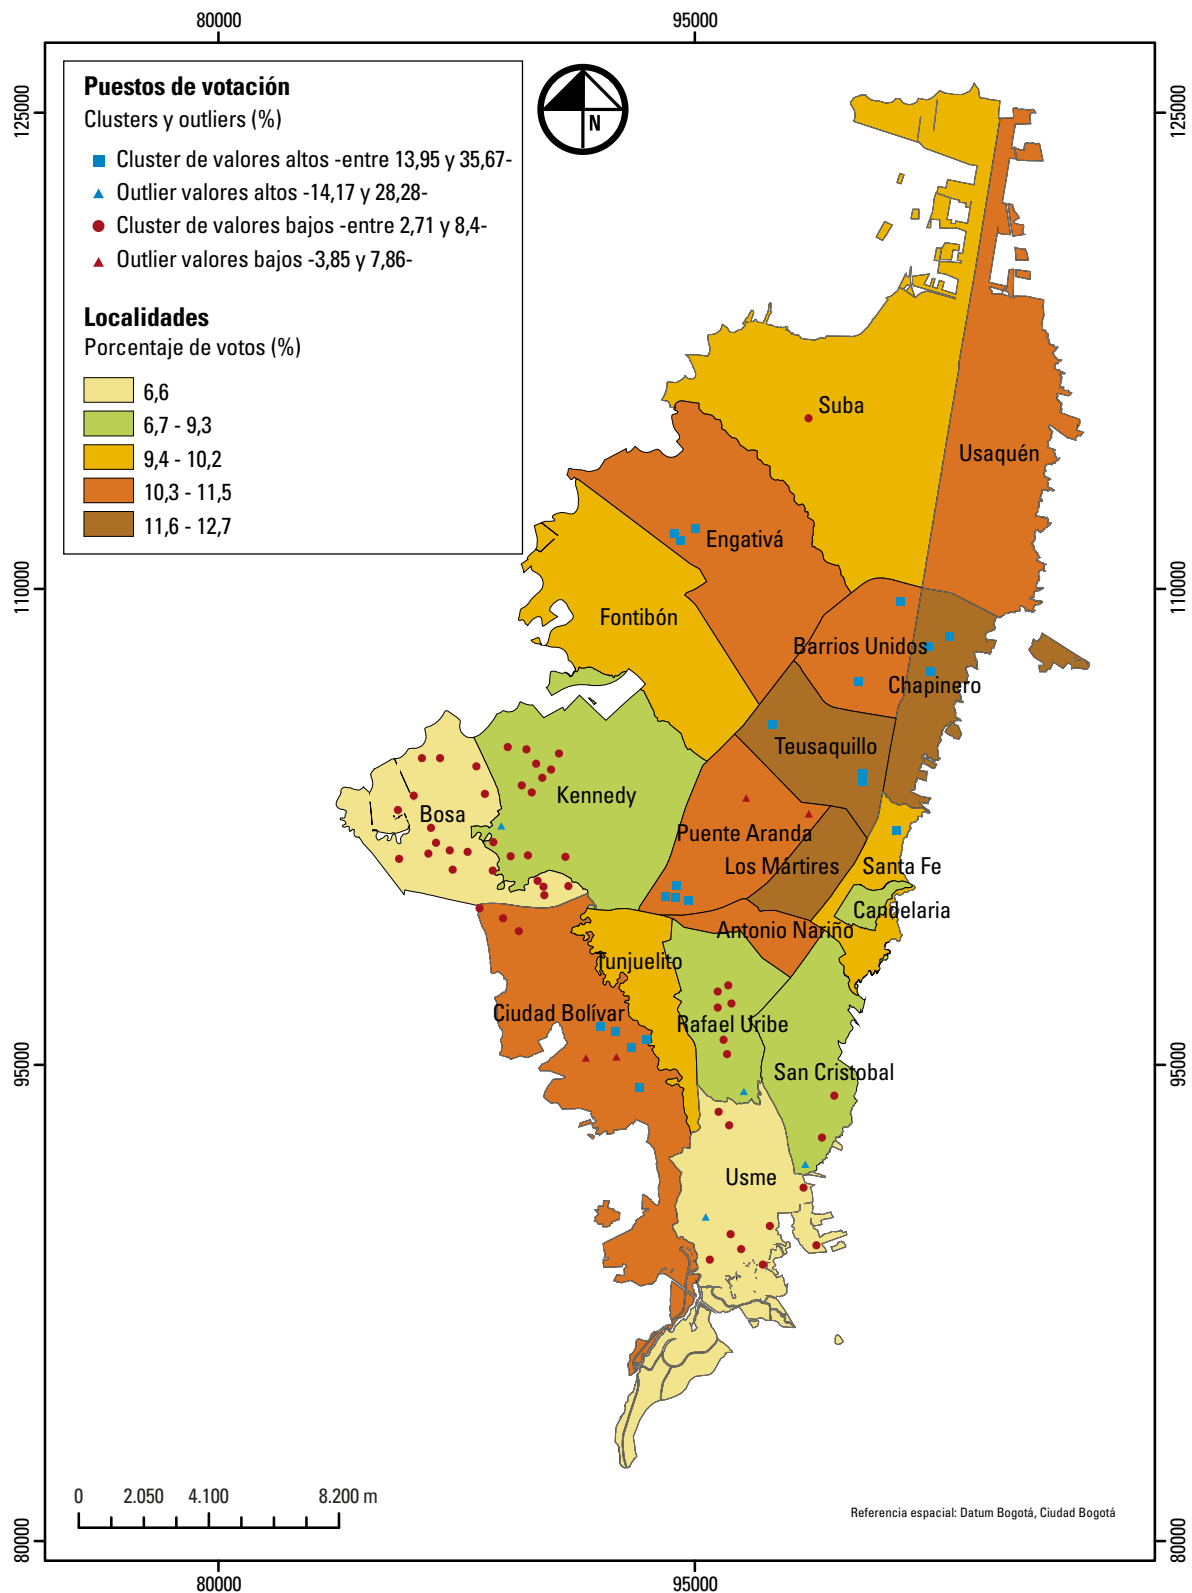 80000
95000
125000
125000
Puestos de votación
Clusters y outliers (%)
Cluster de valores altos -entre 13,95 y 35,67-
Outlier valores altos -14,17 y 28,28-
Cluster de valores bajos -entre 2,71 y 8,4-
Outlier valores bajos -3,85 y 7,86-
Localidades
Porcentaje de votos (%)
6,6
6,7 - 9,3
9,4 - 10,2
10,3 - 11,5
11,6 - 12,7
N
Suba
Usaquén
Engativá
110000
110000
Fontibón
Barrios Unidos
Chapinero
Teusaquillo
Kennedy
Bosa
Puente Aranda
Los Mártires
Santa Fe
Candelaria
Antonio Nariño
Tunjuelito
Ciudad Bolívar
Rafael Uribe
95000
95000
San Cristobal
Usme
0 2.050 4.100 8.200 m
Referencia espacial: Datum Bogotá, Ciudad Bogotá
80000
80000
80000
95000